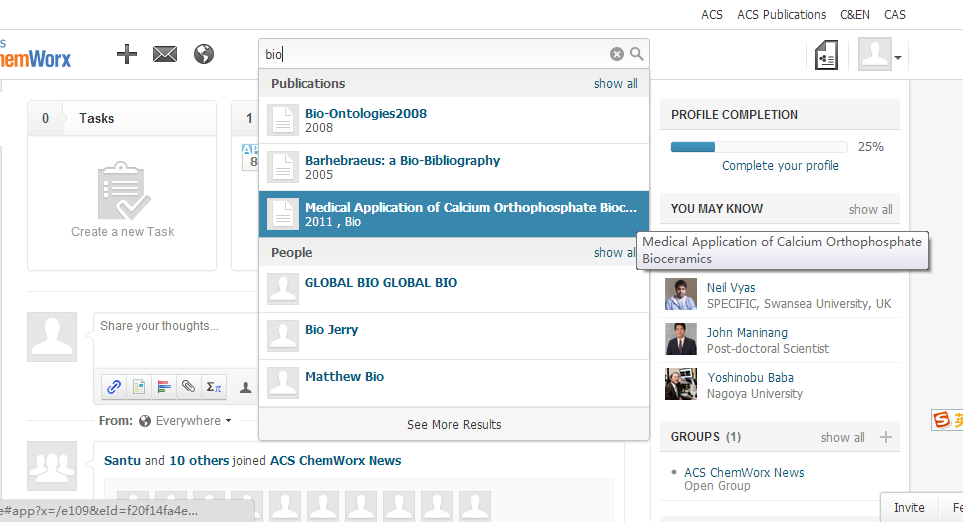 ACS ACS Publications C&EN CAS
s
hemWorx
bio
Publications show all
Bio-Ontologies2008
2008
Barhebraeus: a Bio-Bibliography
2005
Medical Application of Calcium Orthophosphate Bioc...
2011 , Bio
Medical Application of Calcium Orthophosphate
Bioceramics
People show all
GLOBAL BIO GLOBAL BIO
Bio Jerry
Matthew Bio
See More Results
0 Tasks
Create a new Task
1
8
Share your thoughts...
Σπ
From: Everywhere
Santu and 10 others joined ACS ChemWorx News
e#app?x=/e109&eId=f20f14fa4e...
PROFILE COMPLETION
25%
Complete your profile
YOU MAY KNOW show all
Neil Vyas
SPECIFIC, Swansea University, UK
John Maninang
Post-doctoral Scientist
Yoshinobu Baba
Nagoya University
GROUPS (1) show all
ACS ChemWorx News
Open Group
S 英
Invite Fe